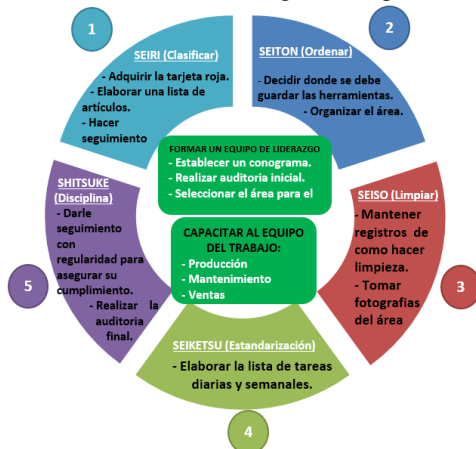 1
SEIRI (Clasificar)
- Adquirir la tarjeta roja.
- Elaborar una lista de
artículos.
- Hacer
seguimiento
2
SEITON (Ordenar)
- Decidir donde se debe
guardar las herramientas.
- Organizar el área.
FORMAR UN EQUIPO DE LIDERAZGO
- Establecer un conograma.
- Realizar auditoria inicial.
- Seleccionar el área para el
CAPACITAR AL EQUIPO
DEL TRABAJO:
- Producción
- Mantenimiento
- Ventas
SEISO (Limpiar)
- Mantener
registros de
como hacer
limpieza.
- Tomar
fotografias
del área
3
SEIKETSU (Estandarización)
- Elaborar la lista de tareas
diarias y semanales.
4
SHITSUKE
(Disciplina)
- Darle
seguimiento
con
regularidad para
asegurar su
cumplimiento.
- Realizar la
auditoria
final.
5